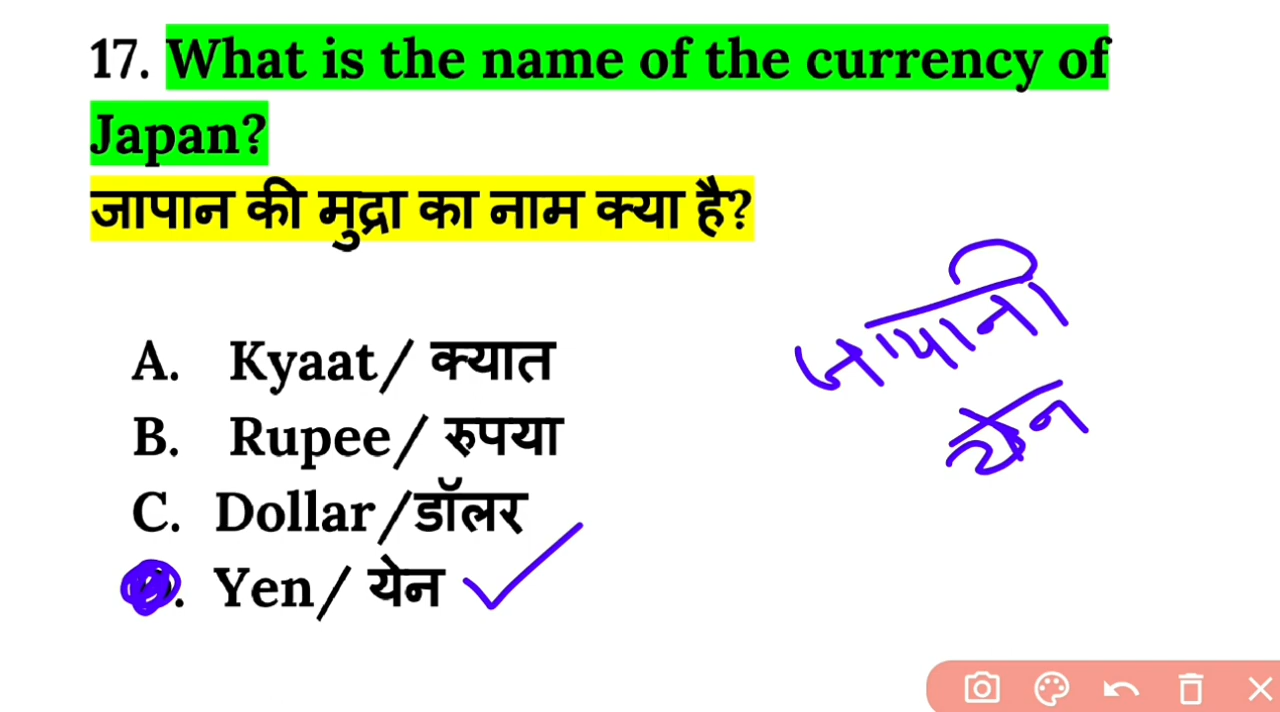 17. What is the name of the currency of
Japan?
जापान की मुद्रा का नाम क्या है?
A. Kyaat/ क्यात
B. Rupee/ रुपया
C. Dollar/डॉलर
. Yen/ येन
जापानी
येन